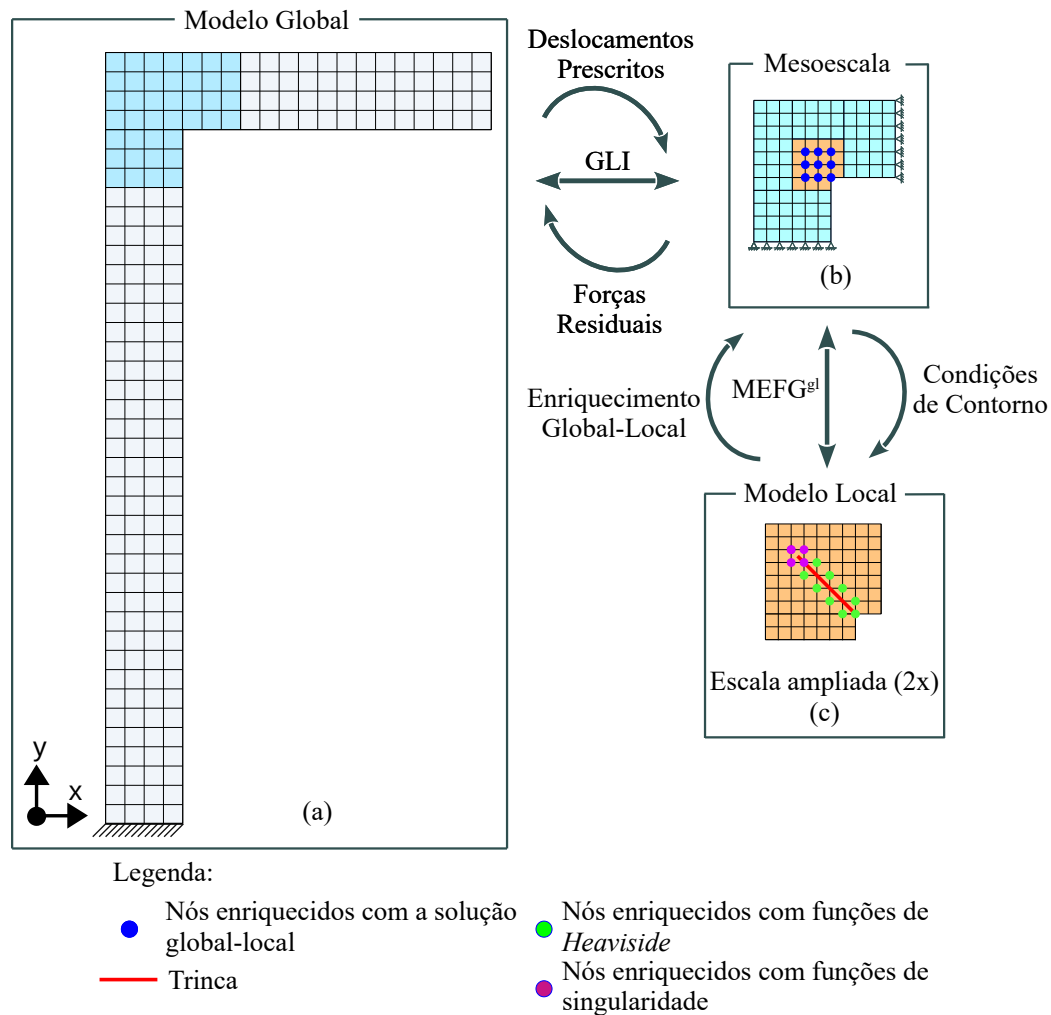 Modelo Global
Deslocamentos
Prescritos
GLI
Forças
Residuais
Mesoescala
(b)
Enriquecimento
Global-Local
MEFGgl
Condições
de Contorno
Modelo Local
Escala ampliada (2x)
(c)
y
x
(a)
Legenda:
Nós enriquecidos com a solução
global-local
Trinca
Nós enriquecidos com funções de
Heaviside
Nós enriquecidos com funções de
singularidade